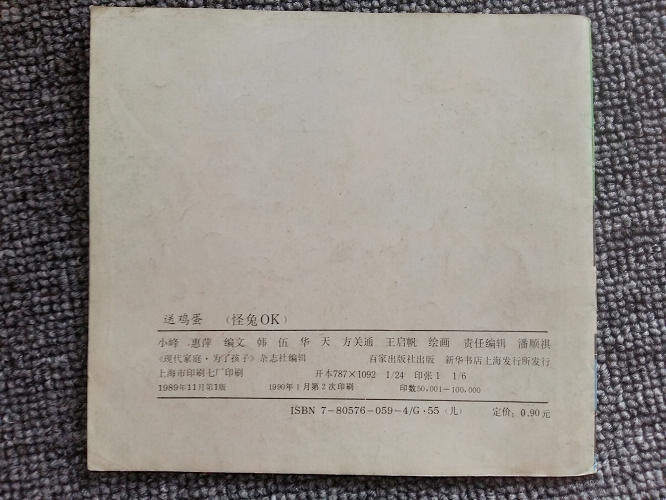 送鸡蛋 (怪兔OK)
小峰 惠萍 编文 韩 伍 华 天 方关通 王启帆 绘画 责任编辑 潘顺祺
《现代家庭·为了孩子》杂志社编辑 百家出版社出版 新华书店上海发行所发行
上海市印刷七厂印刷 开本787×1092 1/24 印张1 1/6
1989年11月第1版 1990年1月第2次印刷 印数50,001—100,000
ISBN 7-80576-059-4/G·55 (儿) 定价: 0.90元